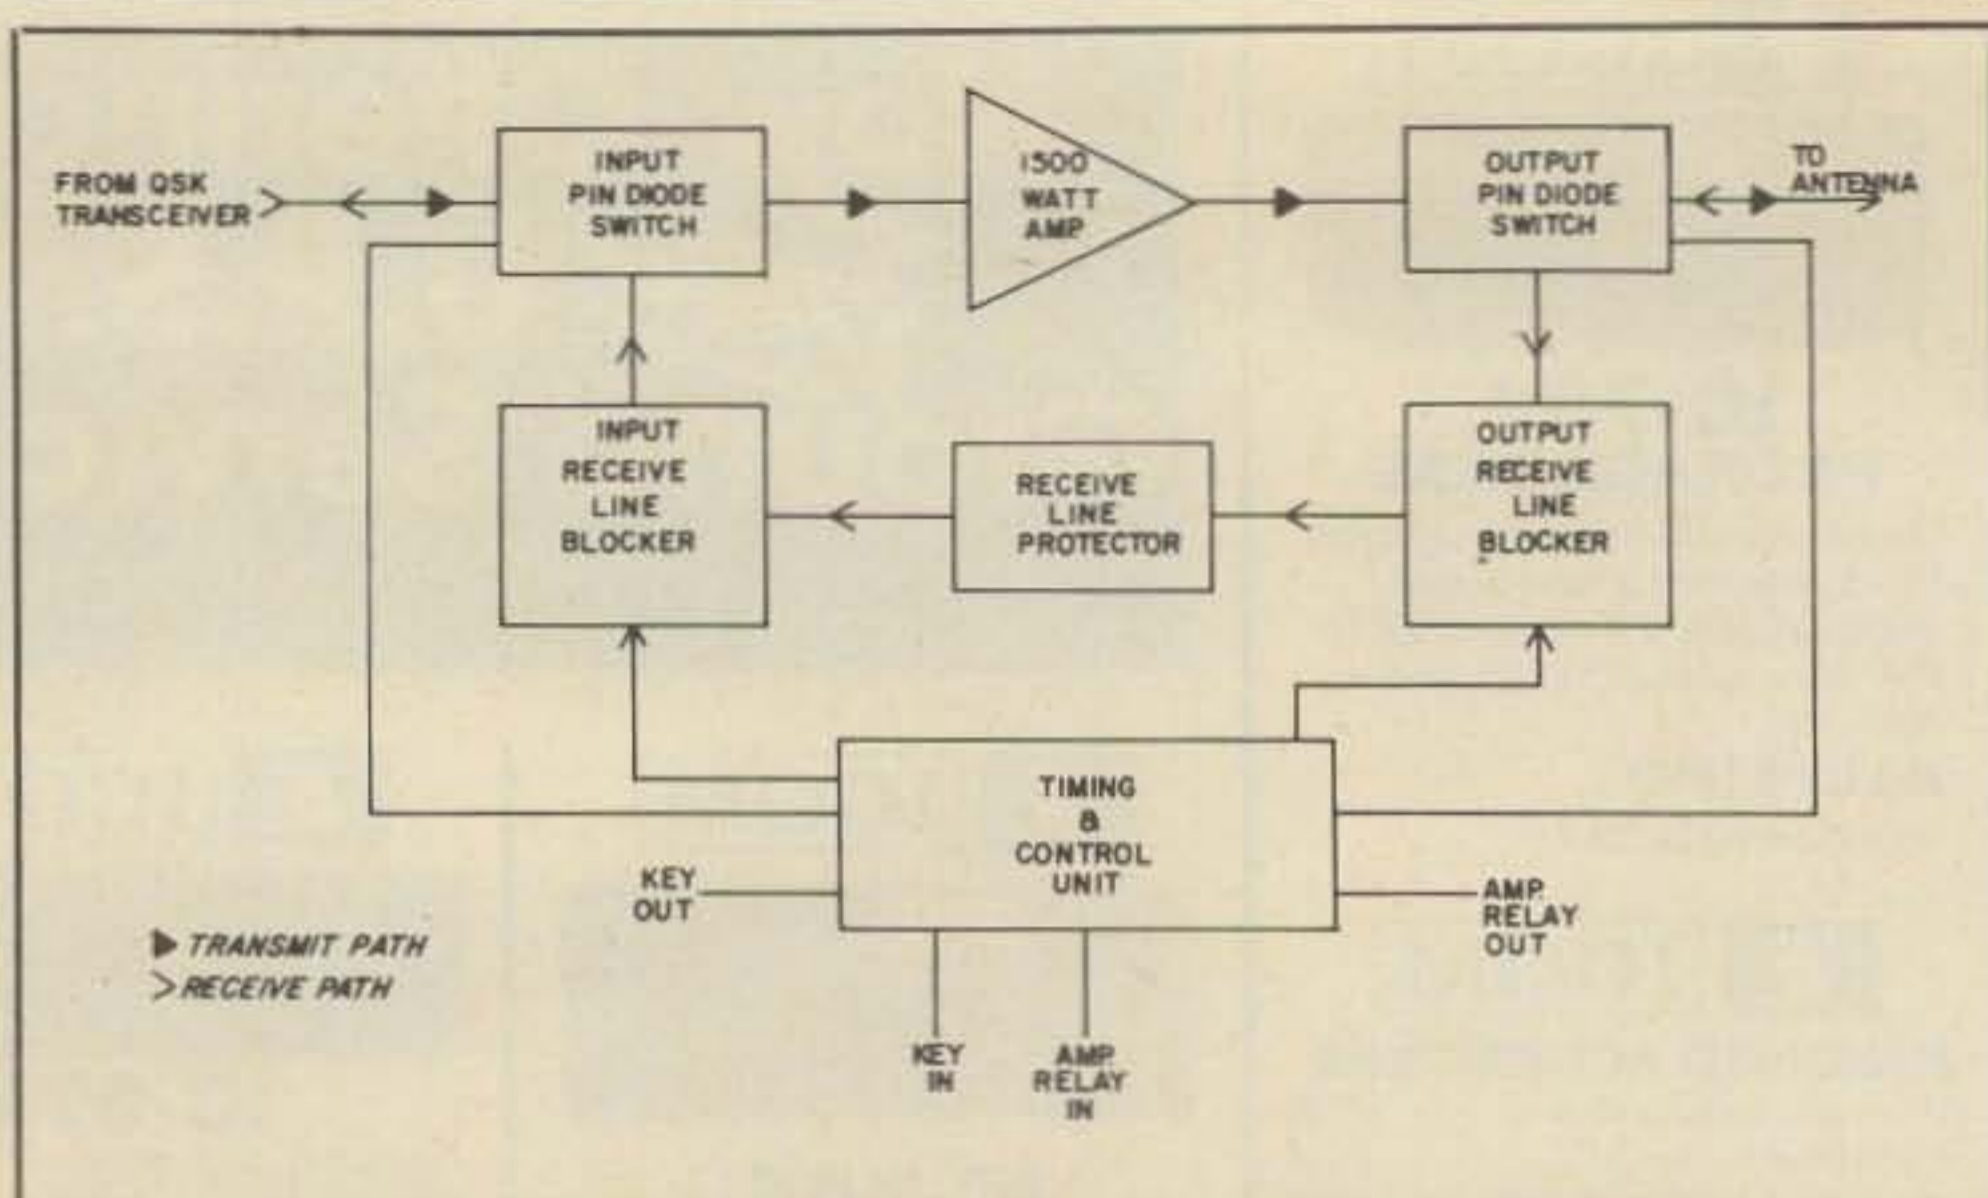 FROM QSK
TRANSCEIVER
INPUT
PIN DIODE
SWITCH
1500
WATT
AMP
OUTPUT
PIN DIODE
SWITCH
TO
ANTENNA
INPUT
RECEIVE
LINE
BLOCKER
RECEIVE
LINE
PROTECTOR
OUTPUT
RECEIVE
LINE
BLOCKER
TIMING
&
CONTROL
UNIT
KEY
OUT
AMP.
RELAY
OUT
TRANSMIT PATH
RECEIVE PATH
KEY
IN
AMP.
RELAY
IN